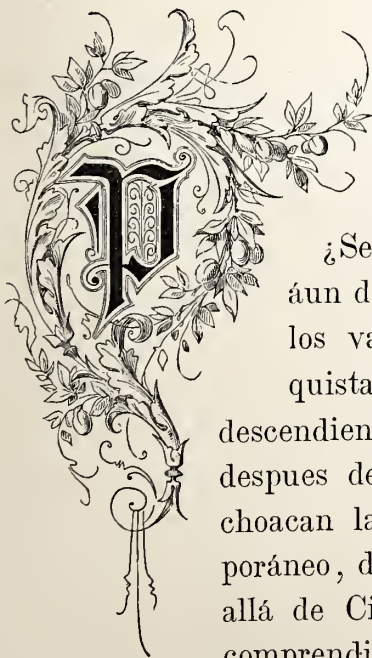 P
¿Se
áun d
los va
quista
descendien
despues de
choacan la
poráneo, d
allá de Ci
comprendi